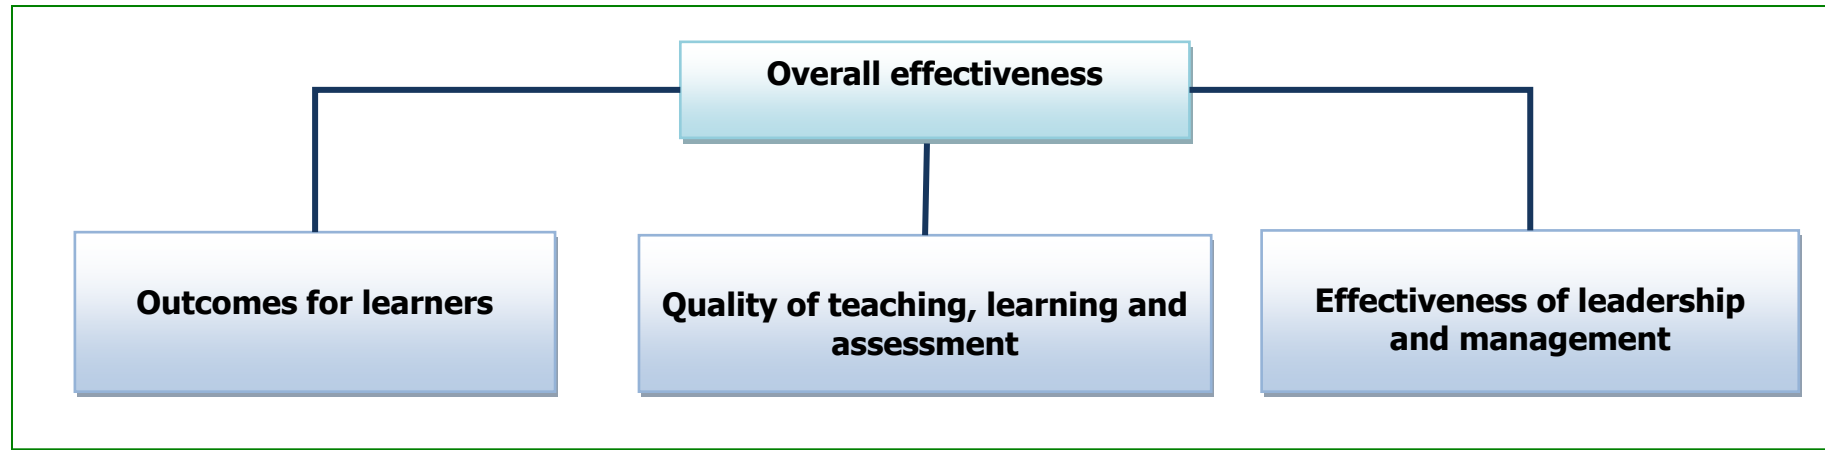 Overall effectiveness
Outcomes for learners
Quality of teaching, learning and
assessment
Effectiveness of leadership
and management